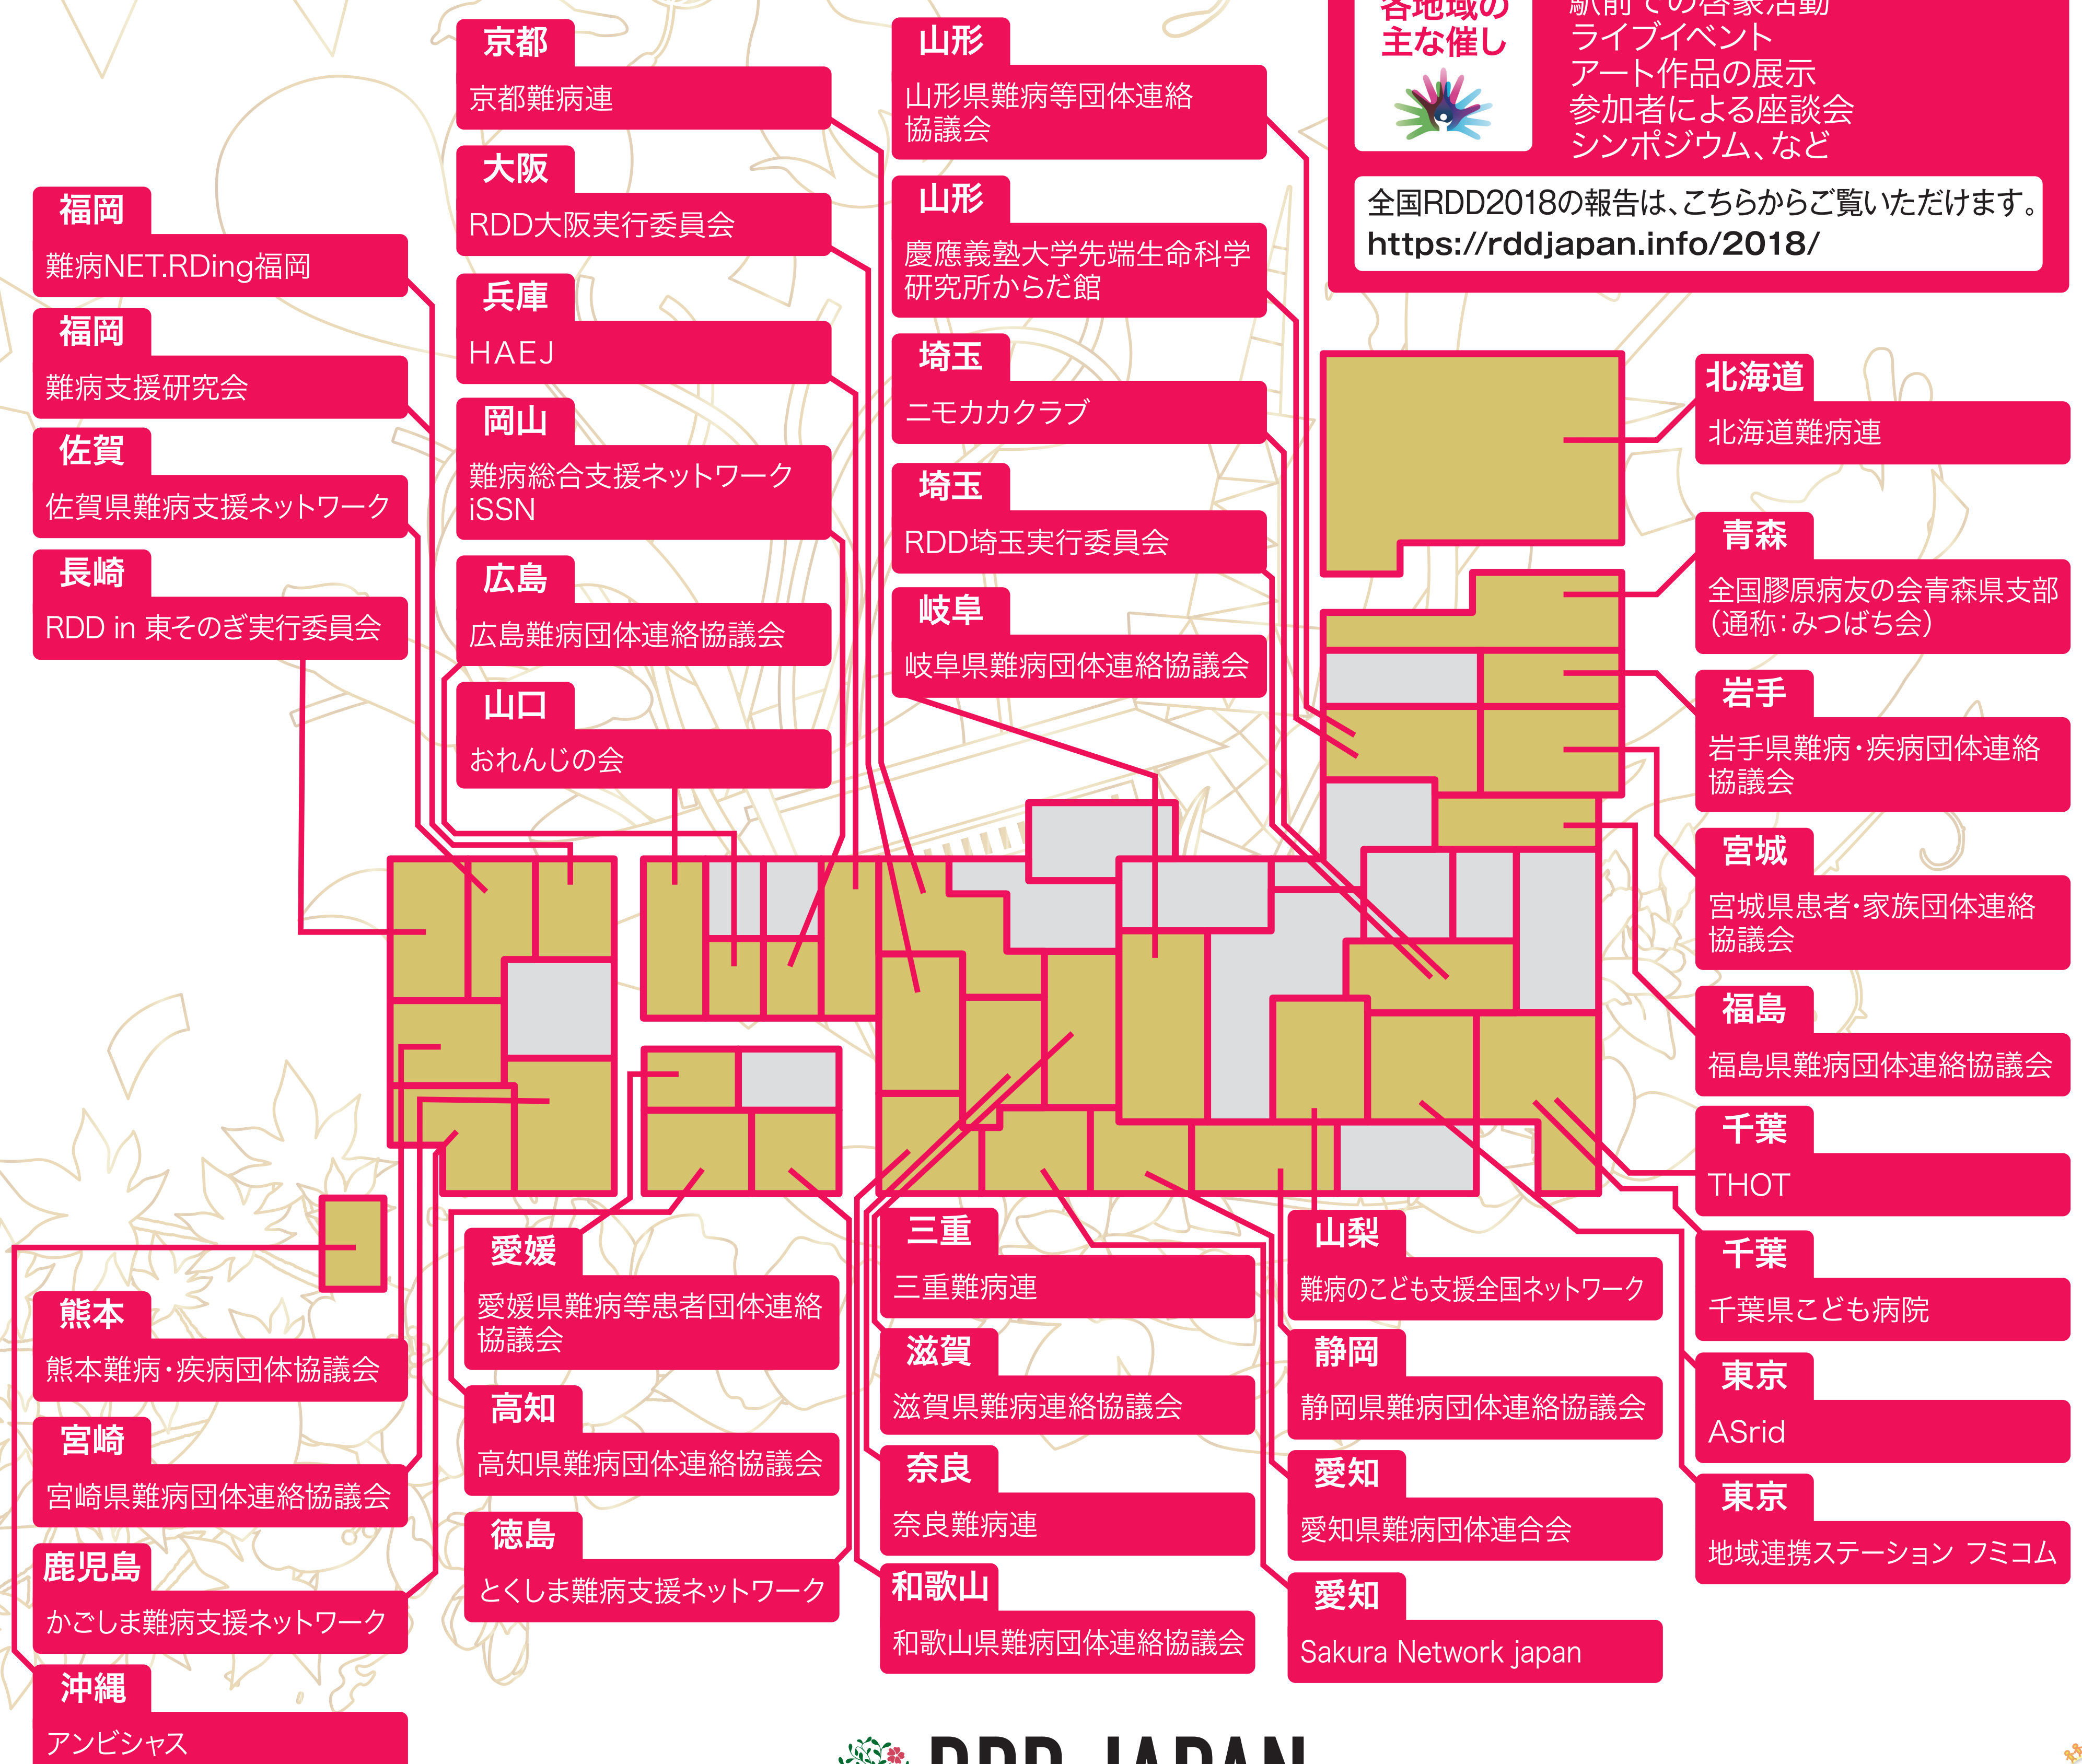 各地域の
主な催し
駅前での啓蒙活動
ライブイベント
アート作品の展示
参加者による座談会
シンポジウム、など
全国RDD2018の報告は、こちらからご覧いただけます。
https://rddjapan.info/2018/
福岡
難病NET.RDing福岡
福岡
難病支援研究会
佐賀
佐賀県難病支援ネットワーク
長崎
RDD in 東そのぎ実行委員会
京都
京都難病連
大阪
RDD大阪実行委員会
兵庫
HAEJ
岡山
難病総合支援ネットワーク
iSSN
広島
広島難病団体連絡協議会
山口
おれんじの会
山形
山形県難病等団体連絡
協議会
山形
慶應義塾大学先端生命科学
研究所からだ館
埼玉
ニモカカクラブ
埼玉
RDD埼玉実行委員会
岐阜
岐阜県難病団体連絡協議会
北海道
北海道難病連
青森
全国膠原病友の会青森県支部
（通称：みつばち会）
岩手
岩手県難病・疾病団体連絡
協議会
宮城
宮城県患者・家族団体連絡
協議会
福島
福島県難病団体連絡協議会
千葉
THOT
千葉
千葉県こども病院
東京
ASrid
東京
地域連携ステーション フミコム
熊本
熊本難病・疾病団体協議会
宮崎
宮崎県難病団体連絡協議会
鹿児島
かごしま難病支援ネットワーク
沖縄
アンビシャス
愛媛
愛媛県難病等患者団体連絡
協議会
高知
高知県難病団体連絡協議会
徳島
とくしま難病支援ネットワーク
三重
三重難病連
滋賀
滋賀県難病連絡協議会
奈良
奈良難病連
和歌山
和歌山県難病団体連絡協議会
山梨
難病のこども支援全国ネットワーク
静岡
静岡県難病団体連絡協議会
愛知
愛知県難病団体連合会
愛知
Sakura Network japan
RDD JAPAN